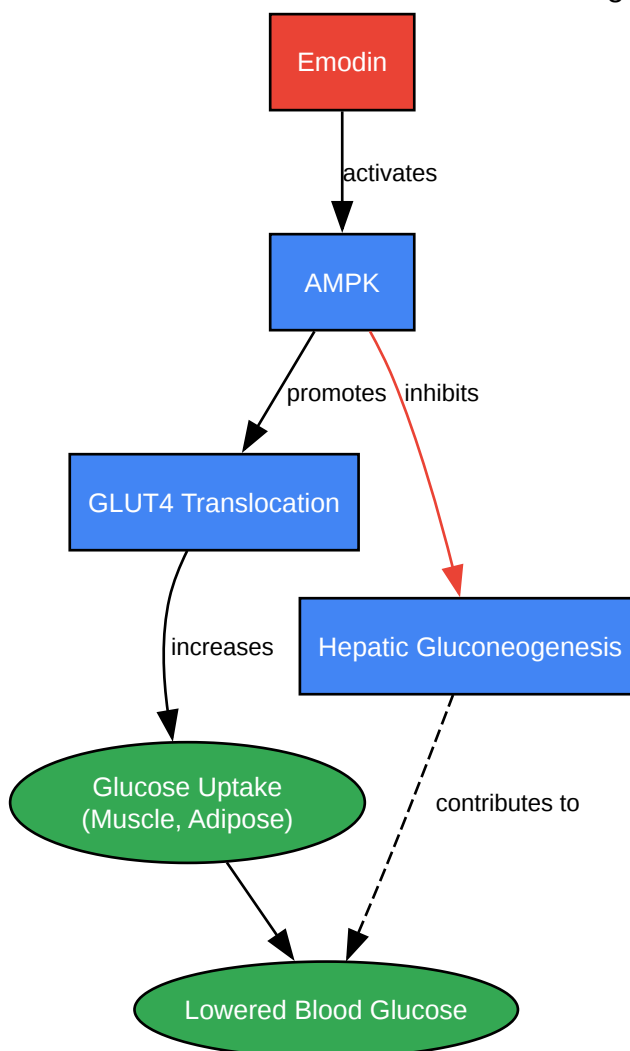 Emodin
activates
AMPK
promotes
inhibits
GLUT4 Translocation
increases
Hepatic Gluconeogenesis
Glucose Uptake
(Muscle, Adipose)
contributes to
Lowered Blood Glucose